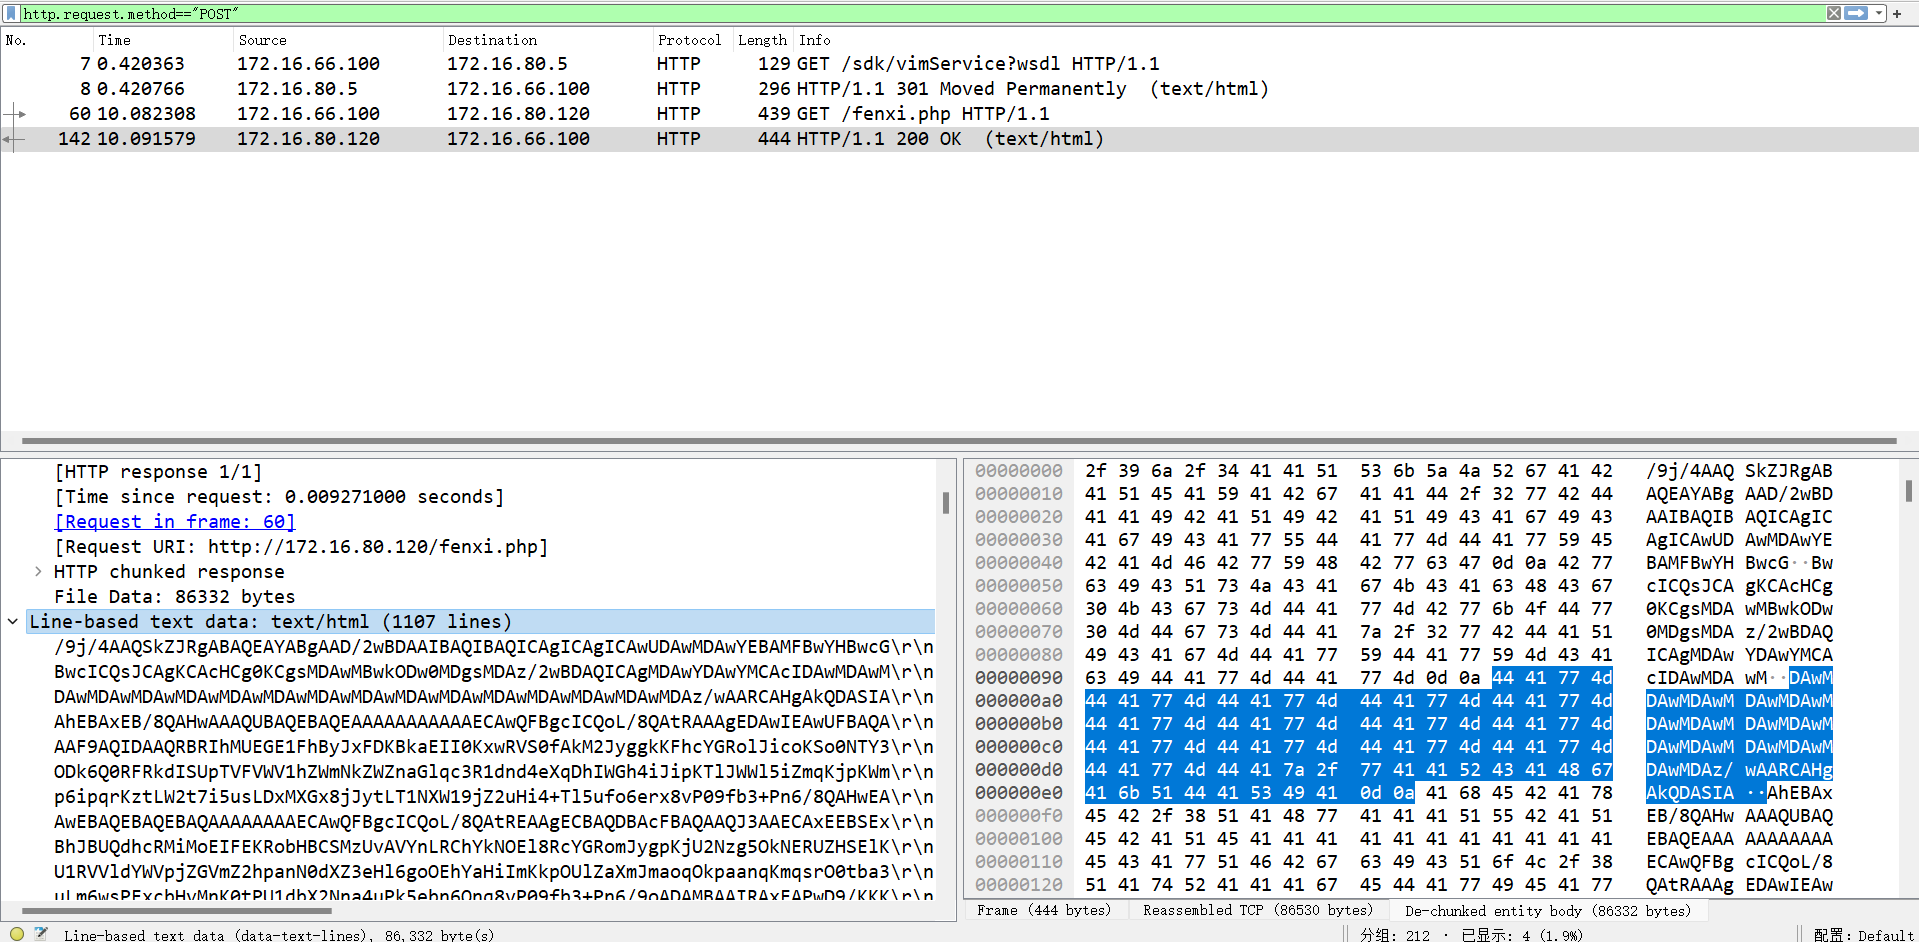 http.request.method=="POST"
No. Time Source Destination Protocol Length Info
7 0.420363 172.16.66.100 172.16.80.5 HTTP 129 GET /sdk/vimService?wsdl HTTP/1.1
8 0.420766 172.16.80.5 172.16.66.100 HTTP 296 HTTP/1.1 301 Moved Permanently (text/html)
60 10.082308 172.16.66.100 172.16.80.120 HTTP 439 GET /fenxi.php HTTP/1.1
142 10.091579 172.16.80.120 172.16.66.100 HTTP 444 HTTP/1.1 200 OK (text/html)
[HTTP response 1/1]
[Time since request: 0.009271000 seconds]
[Request in frame: 60]
[Request URI: http://172.16.80.120/fenxi.php]
HTTP chunked response
File Data: 86332 bytes
Line-based text data: text/html (1107 lines)
/9j/4AAQSkZJRgABAQEAYABgAAD/2wBDAAIBAQIBAQICAgICAgICAwUDAwMDAwYEBAMFBwYHBwcG\r\n
BwcICQsJCAgKCAcHCg0KCgsMDAwMBwkODw0MDgsMDAz/2wBDAQICAgMDAwYDAwYMCAcIDAwMDAwM\r\n
DAwMDAwMDAwMDAwMDAwMDAwMDAwMDAwMDAwMDAwMDAwMDAwMDAwMDAwMDAz/wAARCAHgAkQDASIA\r\n
AhEBAxEB/8QAHwAAAQUBAQEBAQEAAAAAAAAAAAECAwQFBgcICQoL/8QAtRAAAgEDAwIEAwUFBAQA\r\n
AAF9AQIDAAQRBRIhMUEGE1FhByJxFDKBkaEII0KxwRVS0fAkM2JyggkKFhcYGRolJicoKSo0NTY3\r\n
ODk6Q0RFRkdISUpTVFVWV1hZWmNkZWZnaGlqc3R1dnd4eXqDhIWGh4iJipKTlJWWl5iZmqKjpKWm\r\n
p6ipqrKztLW2t7i5usLDxMXGx8jJytLT1NXW19jZ2uHi4+Tl5ufo6erx8vP09fb3+Pn6/8QAHwEA\r\n
AwEBAQEBAQEBAQAAAAAAAAECAwQFBgcICQoL/8QAtREAAgECBAQDBAcFBAQAAQJ3AAECAxEEBSEx\r\n
BhJBUQdhcRMiMoEIFEKRobHBCSMzUvAVYnLRChYkNOEl8RcYGRomJygpKjU2Nzg5OkNERUZHSElK\r\n
U1RVVldYWVpjZGVmZ2hpanN0dXZ3eHl6goOEhYaHiImKkpOUlZaXmJmaoqOkpaanqKmqsrO0tba3\r\n
uLm6wsPExcbHyMnK0tPU1dbX2Nna4uPk5ebn6Onq8vP09fb3+Pn6/9oADAMBAAIRAxEAPwD9/KKK\r\n
00000000 2f 39 6a 2f 34 41 41 51 53 6b 5a 4a 52 67 41 42 /9j/4AAQ SkZJRgAB
00000010 41 51 45 41 59 41 42 67 41 41 44 2f 32 77 42 44 AQEAYABg AAD/2wBD
00000020 41 41 49 42 41 51 49 42 41 51 49 43 41 67 49 43 AAIBAQIB AQICAgIC
00000030 41 67 49 43 41 77 55 44 41 77 4d 44 41 77 59 45 AgICAwUD AwMDAwYE
00000040 42 41 4d 46 42 77 59 48 42 77 63 47 0d 0a 42 77 BAMFBwYH BwcG··Bw
00000050 63 49 43 51 73 4a 43 41 67 4b 43 41 63 48 43 67 cICQsJCA gKCAcHCg
00000060 30 4b 43 67 73 4d 44 41 77 4d 42 77 6b 4f 44 77 0KCgsMDA wMBwkODw
00000070 30 4d 44 67 73 4d 44 41 7a 2f 32 77 42 44 41 51 0MDgsMDA z/2wBDAQ
00000080 49 43 41 67 4d 44 41 77 59 44 41 77 59 4d 43 41 ICAgMDAw YDAwYMCA
00000090 63 49 44 41 77 4d 44 41 77 4d 0d 0a 44 41 77 4d cIDAwMDA wM··DAwM
000000a0 44 41 77 4d 44 41 77 4d 44 41 77 4d 44 41 77 4d DAwMDAwM DAwMDAwM
000000b0 44 41 77 4d 44 41 77 4d 44 41 77 4d 44 41 77 4d DAwMDAwM DAwMDAwM
000000c0 44 41 77 4d 44 41 77 4d 44 41 77 4d 44 41 77 4d DAwMDAwM DAwMDAwM
000000d0 44 41 77 4d 44 41 7a 2f 77 41 41 52 43 41 48 67 DAwMDAz/ wAARCAHg
000000e0 41 6b 51 44 41 53 49 41 0d 0a 41 68 45 42 41 78 AkQDASIA ··AhEBAx
000000f0 45 42 2f 38 51 41 48 77 41 41 41 51 55 42 41 51 EB/8QAHw AAAQUBAQ
00000100 45 42 41 51 45 41 41 41 41 41 41 41 41 41 41 41 EBAQEAAA AAAAAAAA
00000110 45 43 41 77 51 46 42 67 63 49 43 51 6f 4c 2f 38 ECAwQFBg cICQoL/8
00000120 51 41 74 52 41 41 41 67 45 44 41 77 49 45 41 77 QAtRAAAg EDAwIEAw
Frame (444 bytes) Reassembled TCP (86530 bytes) De-chunked entity body (86332 bytes)
Line-based text data (data-text-lines), 86,332 byte(s) 分组: 212 · 已显示: 4 (1.9%) 配置: Default